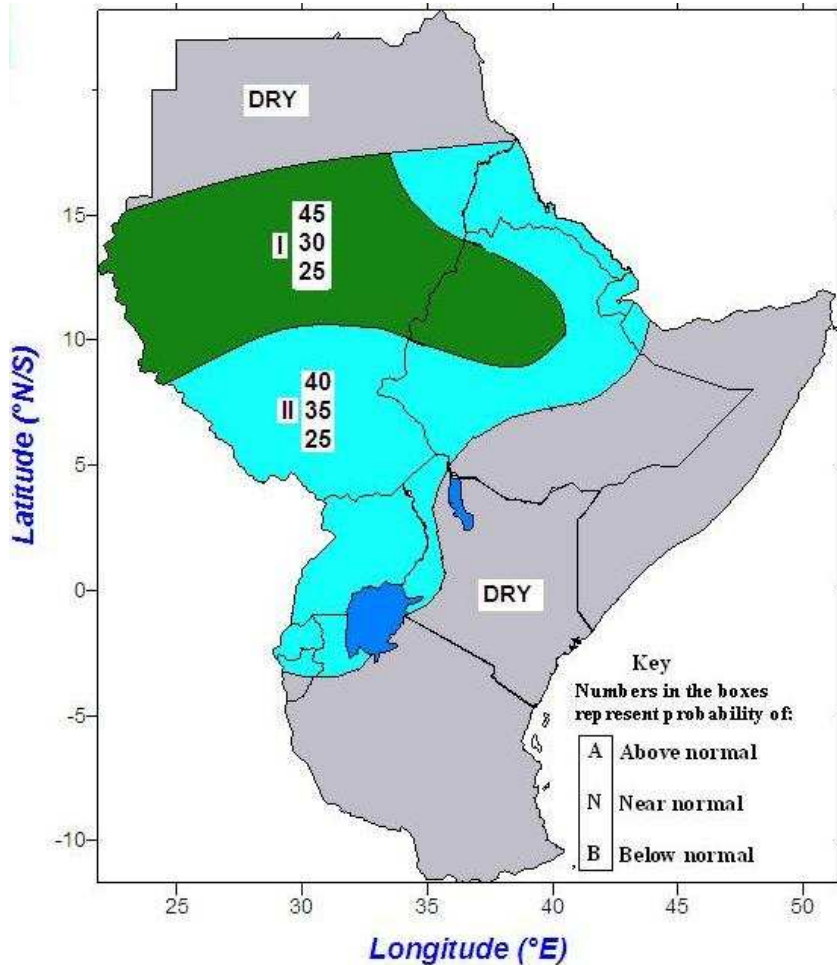 DRY
15
45
I 30
25
10
40
II 35
25
5
0
DRY
-5
-10
Latitude (°N/S)
Key
Numbers in the boxes
represent probability of:
A Above normal
N Near normal
B Below normal
25 30 35 40 45 50
Longitude (°E)